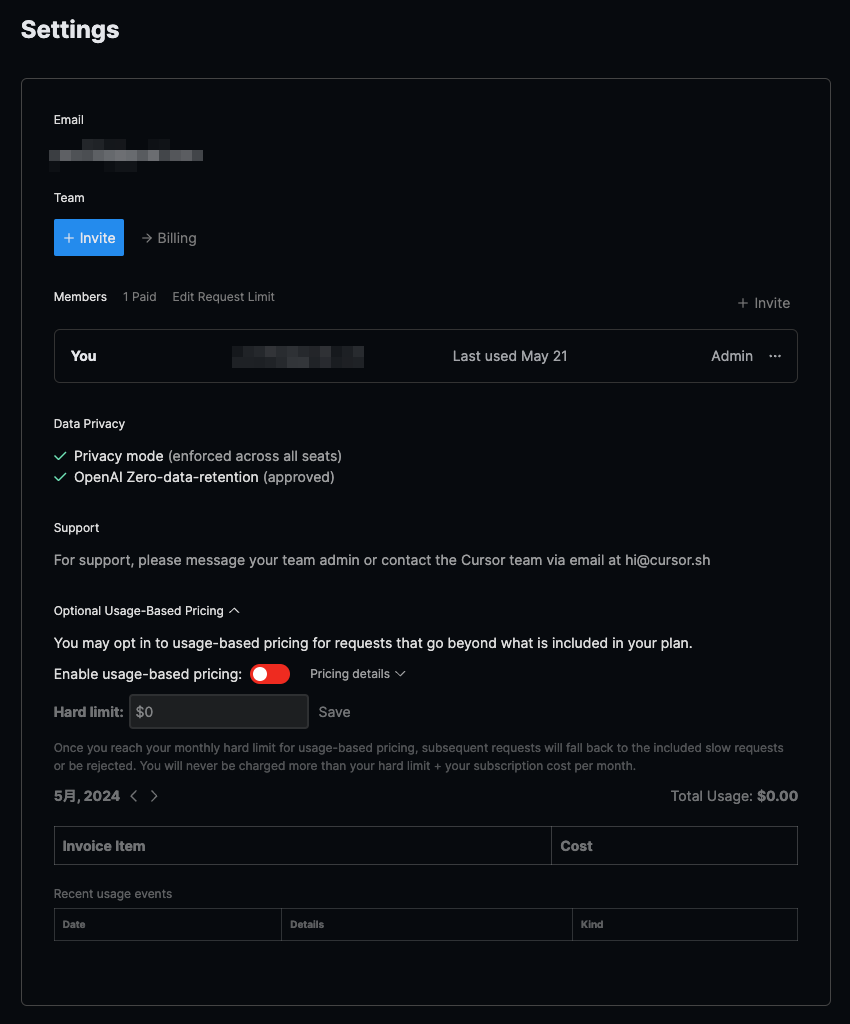 Settings
Email
Team
+ Invite → Billing
Members 1 Paid Edit Request Limit
+ Invite
You Last used May 21 Admin ···
Data Privacy
✓ Privacy mode (enforced across all seats)
✓ OpenAI Zero-data-retention (approved)
Support
For support, please message your team admin or contact the Cursor team via email at hi@cursor.sh
Optional Usage-Based Pricing
You may opt in to usage-based pricing for requests that go beyond what is included in your plan.
Enable usage-based pricing: Pricing details
Hard limit: $0 Save
Once you reach your monthly hard limit for usage-based pricing, subsequent requests will fall back to the included slow requests
or be rejected. You will never be charged more than your hard limit + your subscription cost per month.
5月, 2024 Total Usage: $0.00
Invoice Item Cost
Recent usage events
Date Details Kind